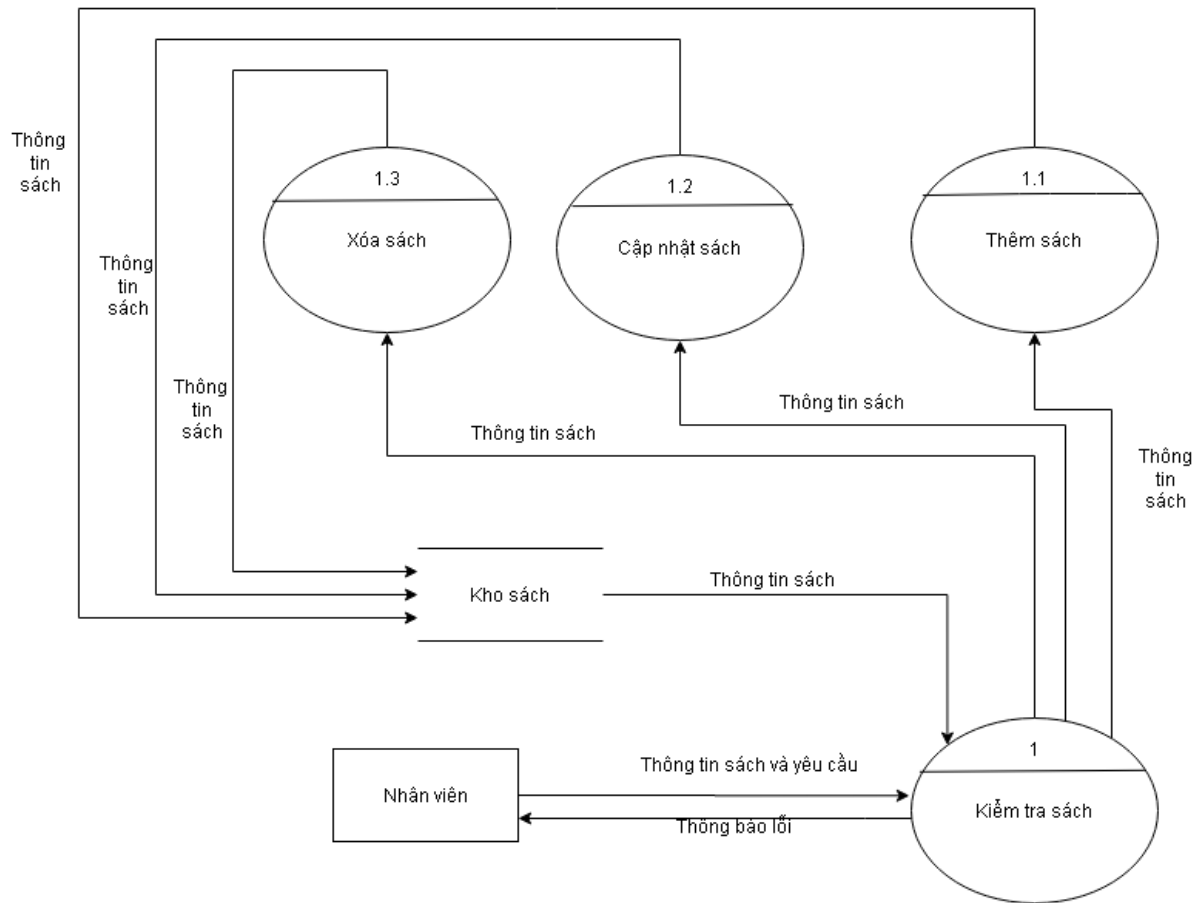 1.3
Xóa sách
1.2
Cập nhật sách
1.1
Thêm sách
Thông
tin
sách
Thông
tin
sách
Thông
tin
sách
Thông tin sách
Thông tin sách
Thông
tin
sách
Kho sách
Thông tin sách
Nhân viên
Thông tin sách và yêu cầu
Thông báo lỗi
1
Kiểm tra sách